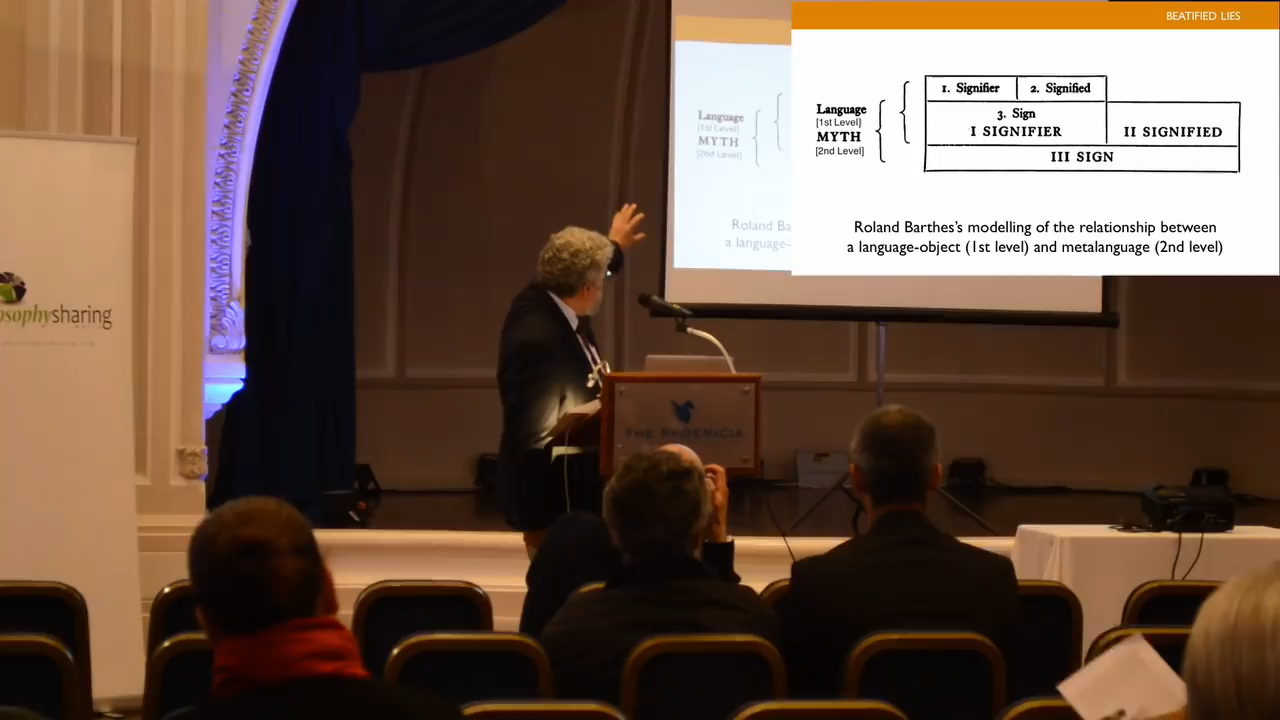 BEATIFIED LIES
1. Signifier
2. Signified
Language
[1st Level]
MYTH
[2nd Level]
3. Sign
I SIGNIFIER
II SIGNIFIED
III SIGN
Roland Barthes's modelling of the relationship between
a language-object (1st level) and metalanguage (2nd level)
Language
[1st Level]
MYTH
[2nd Level]
Roland Ba
a language-
osophysharing
THE PHOENICIA